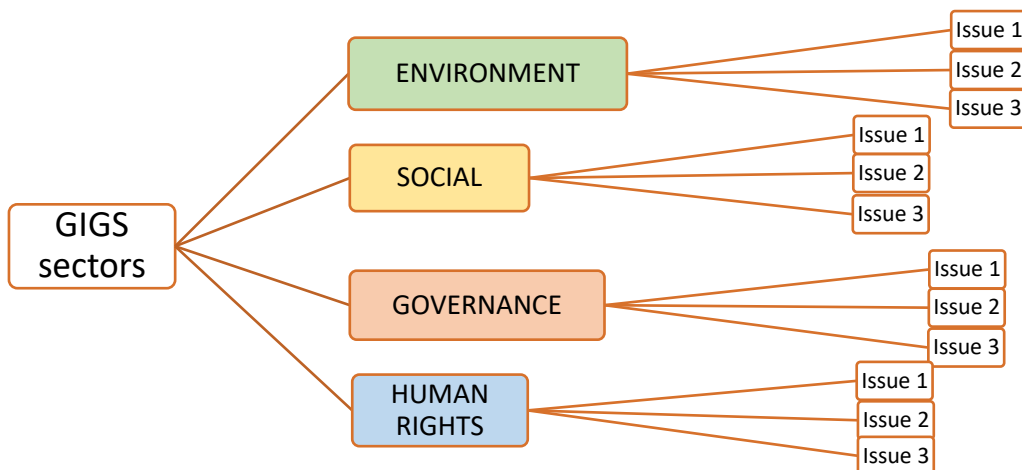 GIGS
sectors
ENVIRONMENT
Issue 1
Issue 2
Issue 3
SOCIAL
Issue 1
Issue 2
Issue 3
GOVERNANCE
Issue 1
Issue 2
Issue 3
HUMAN
RIGHTS
Issue 1
Issue 2
Issue 3